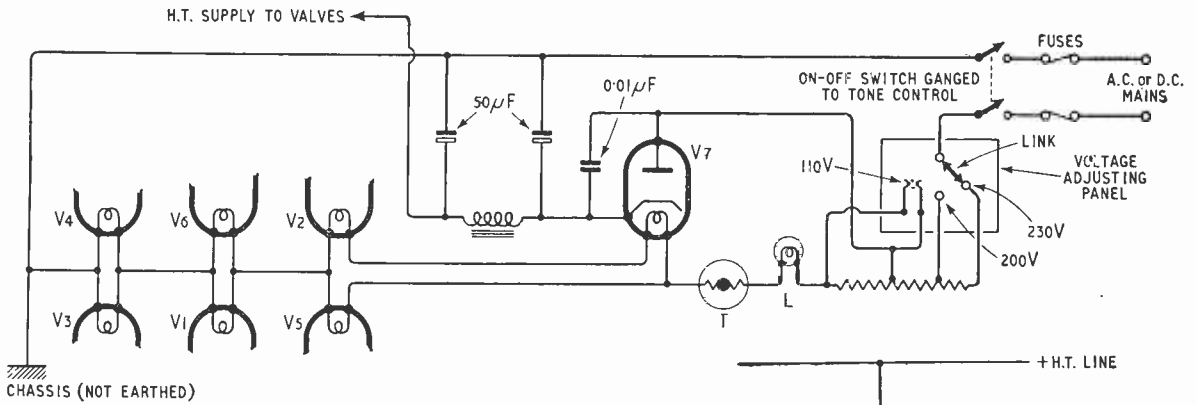 H.T. SUPPLY TO VALVES
FUSES
ON-OFF SWITCH GANGED
TO TONE CONTROL
A.C. or D.C.
MAINS
50μF
0·01μF
V7
LINK
110V
VOLTAGE
ADJUSTING
PANEL
V4
V6
V2
230V
200V
V3
V1
V5
T
L
+ H.T. LINE
CHASSIS (NOT EARTHED)